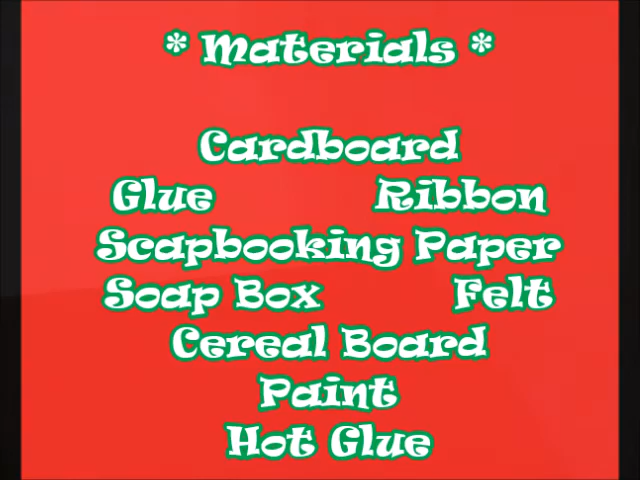 * Materials *
Cardboard
Glue Ribbon
Scapbooking Paper
Soap Box Felt
Cereal Board
Paint
Hot Glue